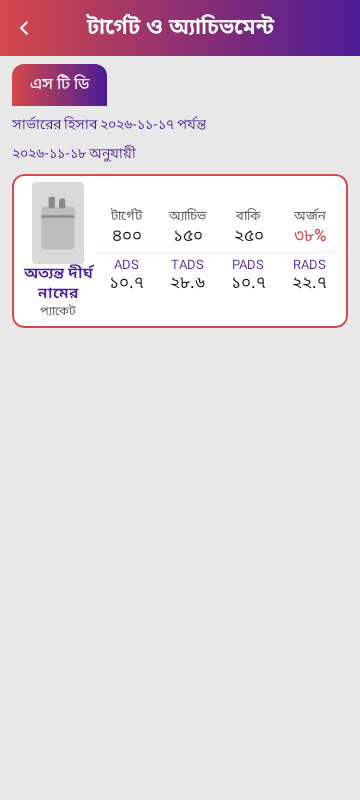 টার্গেট ও অ্যাচিভমেন্ট
এস টি ডি
সার্ভারের হিসাব ২০২৬-১১-১৭ পর্যন্ত
২০২৬-১১-১৮ অনুযায়ী
টার্গেট অ্যাচিভ বাকি অর্জন
৪০০ ১৫০ ২৫০ ৩৮%
ADS TADS PADS RADS
১০.৭ ২৮.৬ ১০.৭ ২২.৭
অত্যন্ত দীর্ঘ
নামের
প্যাকেট